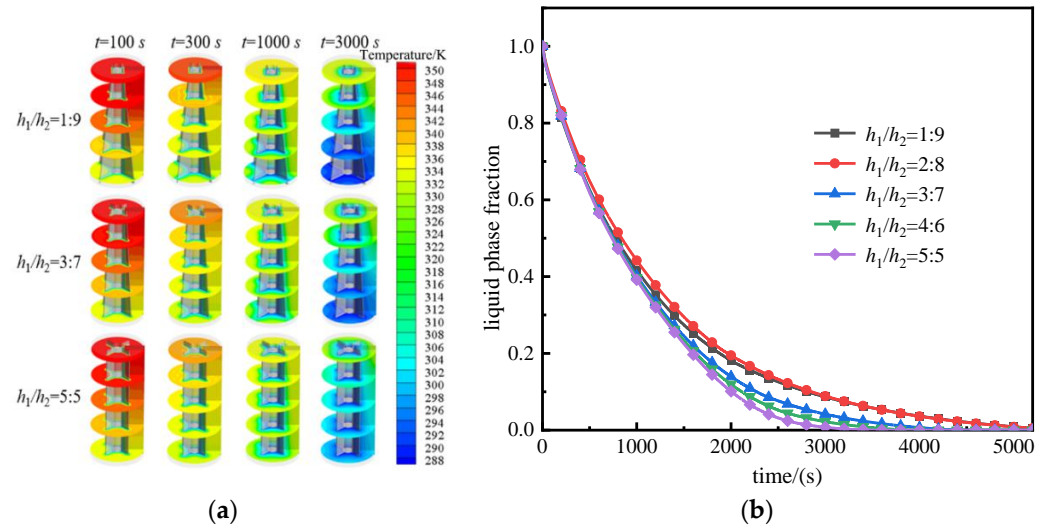 t=100 s t=300 s t=1000 s t=3000 s
Temperature/K
h1/h2=1:9
h1/h2=3:7
h1/h2=5:5
350
348
346
344
342
340
338
336
334
332
330
328
326
324
322
320
318
316
314
312
310
308
306
304
302
300
298
296
294
292
290
288
(a)
1.0
0.8
0.6
0.4
0.2
0.0
liquid phase fraction
h1/h2=1:9
h1/h2=2:8
h1/h2=3:7
h1/h2=4:6
h1/h2=5:5
0 1000 2000 3000 4000 5000
time/(s)
(b)